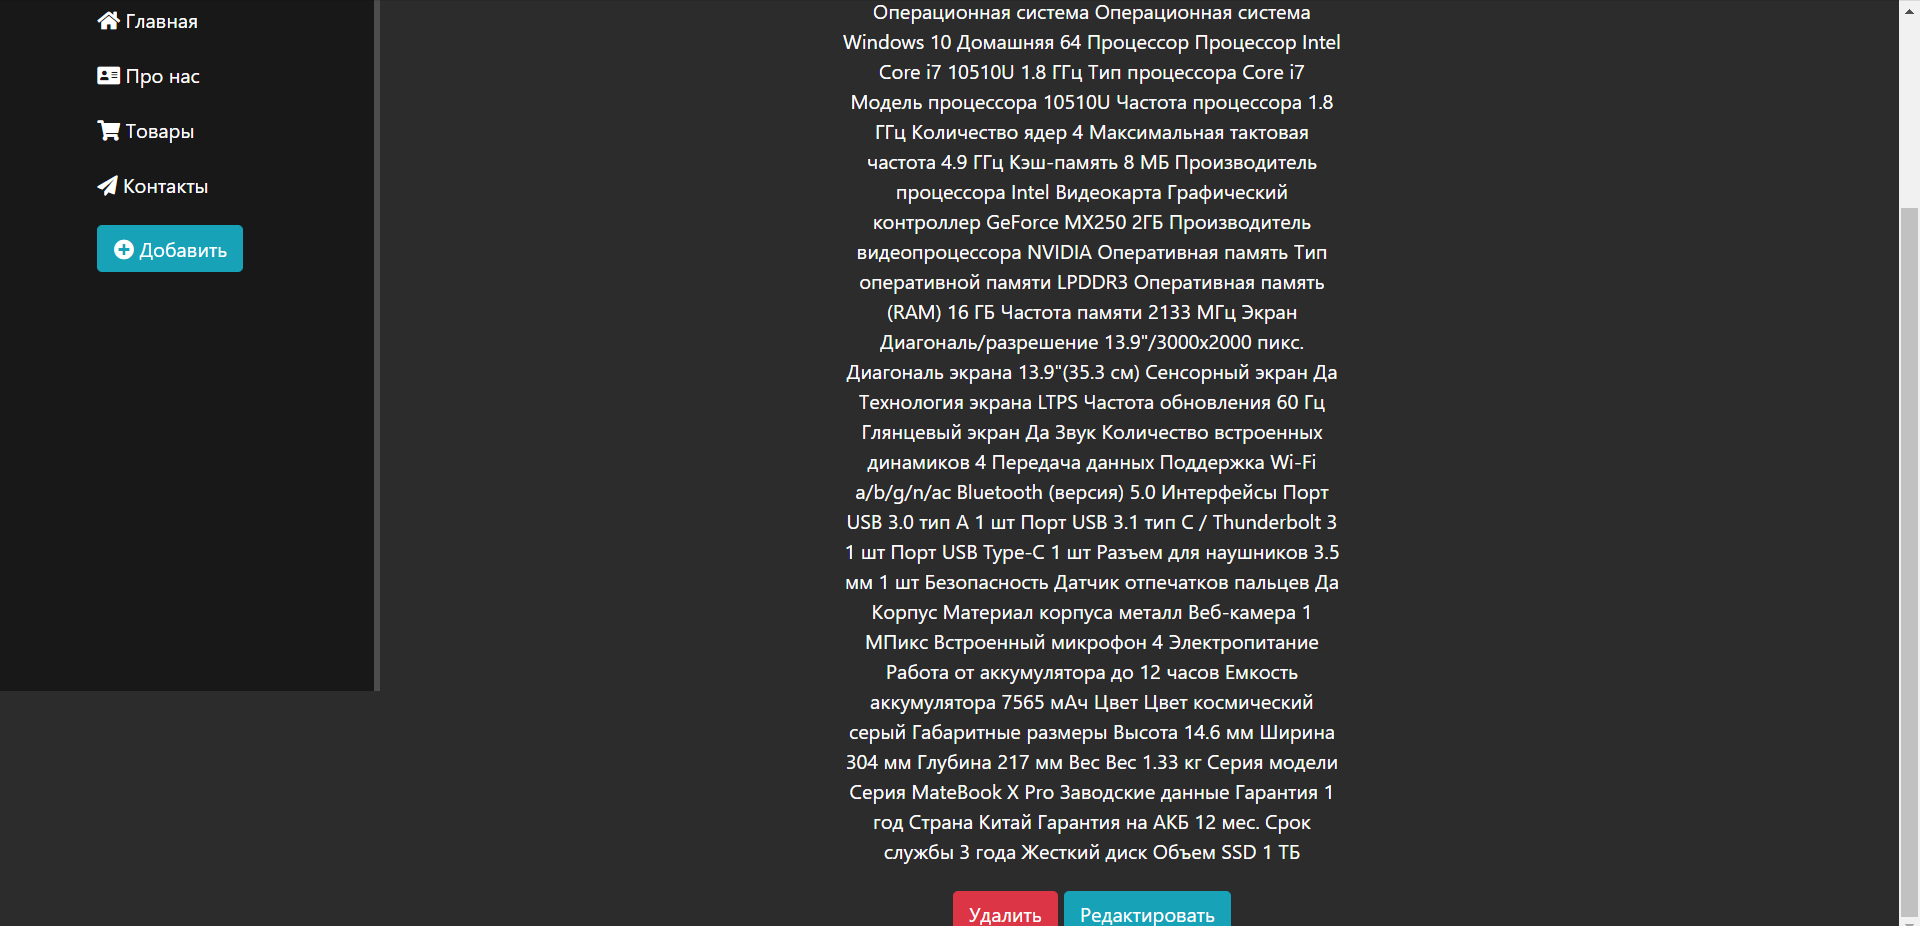 Главная
Про нас
Товары
Контакты
Добавить
Операционная система Операционная система
Windows 10 Домашняя 64 Процессор Процессор Intel
Core i7 10510U 1.8 ГГц Тип процессора Core i7
Модель процессора 10510U Частота процессора 1.8
ГГц Количество ядер 4 Максимальная тактовая
частота 4.9 ГГц Кэш-память 8 МБ Производитель
процессора Intel Видеокарта Графический
контроллер GeForce MX250 2ГБ Производитель
видеопроцессора NVIDIA Оперативная память Тип
оперативной памяти LPDDR3 Оперативная память
(RAM) 16 ГБ Частота памяти 2133 МГц Экран
Диагональ/разрешение 13.9"/3000x2000 пикс.
Диагональ экрана 13.9"(35.3 см) Сенсорный экран Да
Технология экрана LTPS Частота обновления 60 Гц
Глянцевый экран Да Звук Количество встроенных
динамиков 4 Передача данных Поддержка Wi-Fi
a/b/g/n/ac Bluetooth (версия) 5.0 Интерфейсы Порт
USB 3.0 тип A 1 шт Порт USB 3.1 тип C / Thunderbolt 3
1 шт Порт USB Type-C 1 шт Разъем для наушников 3.5
мм 1 шт Безопасность Датчик отпечатков пальцев Да
Корпус Материал корпуса металл Веб-камера 1
МПикс Встроенный микрофон 4 Электропитание
Работа от аккумулятора до 12 часов Емкость
аккумулятора 7565 мАч Цвет Цвет космический
серый Габаритные размеры Высота 14.6 мм Ширина
304 мм Глубина 217 мм Вес Вес 1.33 кг Серия модели
Серия MateBook X Pro Заводские данные Гарантия 1
год Страна Китай Гарантия на АКБ 12 мес. Срок
службы 3 года Жесткий диск Объем SSD 1 ТБ
Удалить
Редактировать